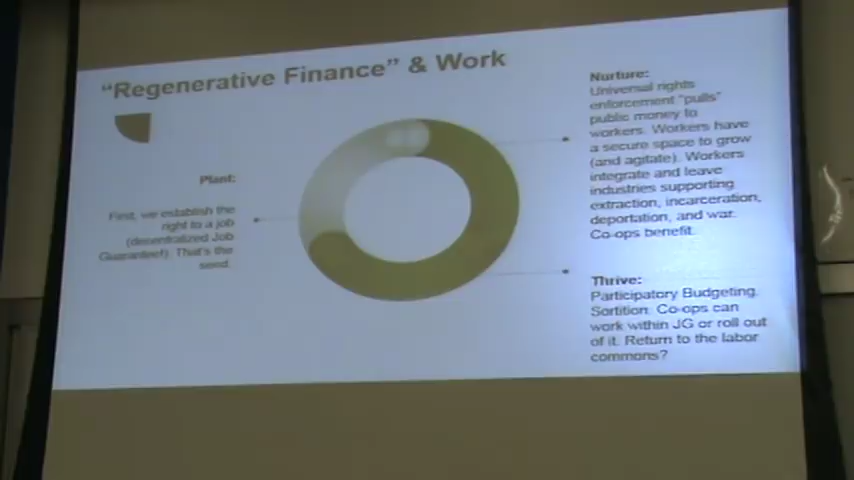 “Regenerative Finance” & Work
Plant:
First, we establish the
right to a job
(decentralized Job
Guarantee!). That's the
seed.
Nurture:
Universal rights
enforcement “pulls”
public money to
workers. Workers have
a secure space to grow
(and agitate). Workers
integrate and leave
industries supporting
extraction, incarceration,
deportation, and war.
Co-ops benefit.
Thrive:
Participatory Budgeting.
Sortition. Co-ops can
work within JG or roll out
of it. Return to the labor
commons?